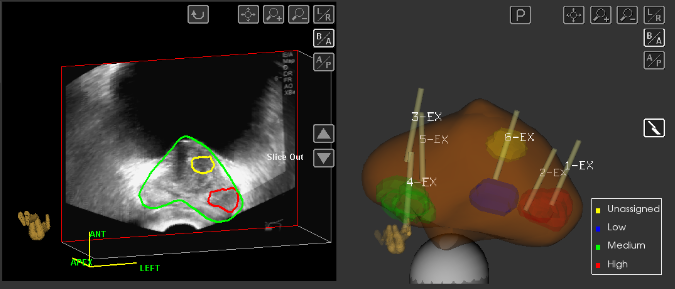 L/R
B/A
A/P
Slice Out
ANT
APEX
LEFT
P
L/R
B/A
A/P
3-EX
5-EX
6-EX
4-EX
2-EX
1-EX
Unassigned
Low
Medium
High